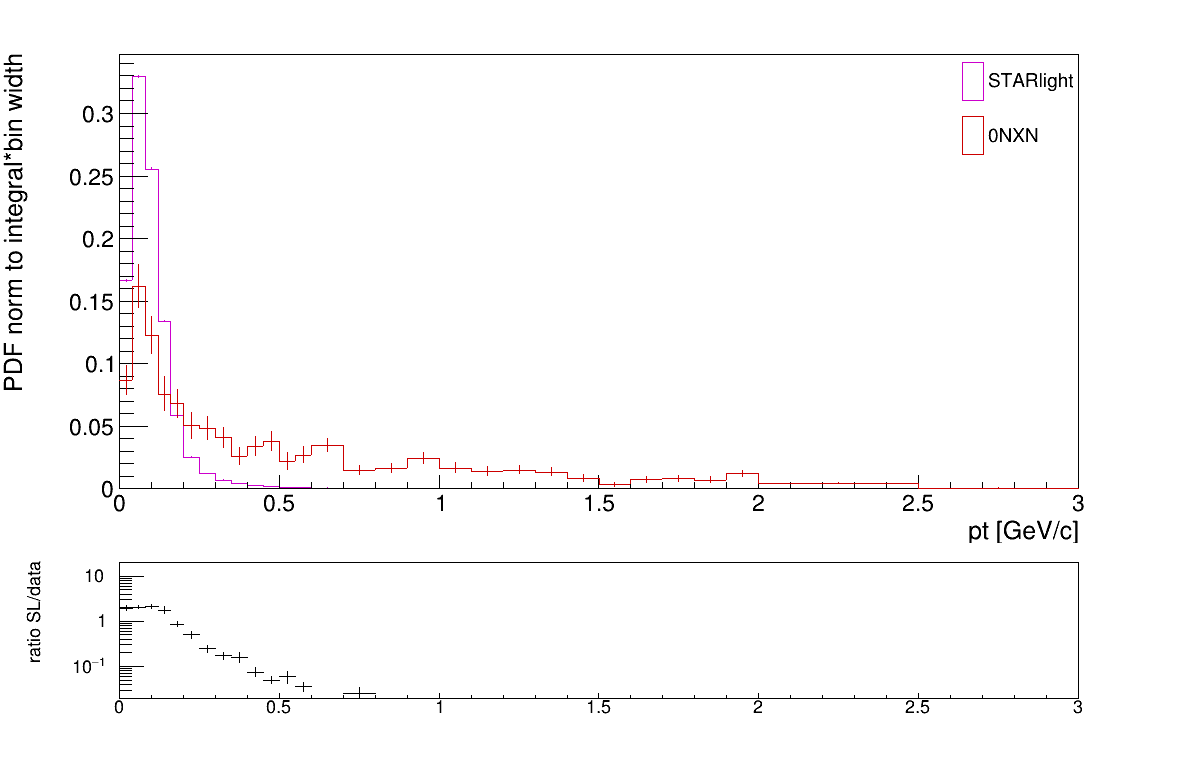 PDF norm to integral*bin width
STARlight
0NXN
0.3
0.25
0.2
0.15
0.1
0.05
0
0 0.5 1 1.5 2 2.5 3
pt [GeV/c]
ratio SL/data
10
1
10⁻¹
0 0.5 1 1.5 2 2.5 3